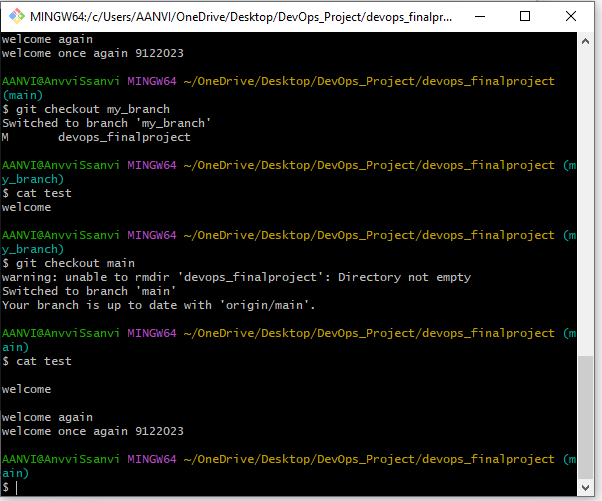 MINGW64:/c/Users/AANVI/OneDrive/Desktop/DevOps_Project/devops_finalpr...
welcome again
welcome once again 9122023
AANVI@AnvviSsanvi MINGW64 ~/OneDrive/Desktop/DevOps_Project/devops_finalproject
(main)
$ git checkout my_branch
Switched to branch 'my_branch'
M       devops_finalproject
AANVI@AnvviSsanvi MINGW64 ~/OneDrive/Desktop/DevOps_Project/devops_finalproject (m
y_branch)
$ cat test
welcome
AANVI@AnvviSsanvi MINGW64 ~/OneDrive/Desktop/DevOps_Project/devops_finalproject (m
y_branch)
$ git checkout main
warning: unable to rmdir 'devops_finalproject': Directory not empty
Switched to branch 'main'
Your branch is up to date with 'origin/main'.
AANVI@AnvviSsanvi MINGW64 ~/OneDrive/Desktop/DevOps_Project/devops_finalproject (m
ain)
$ cat test
welcome
welcome again
welcome once again 9122023
AANVI@AnvviSsanvi MINGW64 ~/OneDrive/Desktop/DevOps_Project/devops_finalproject (m
ain)
$